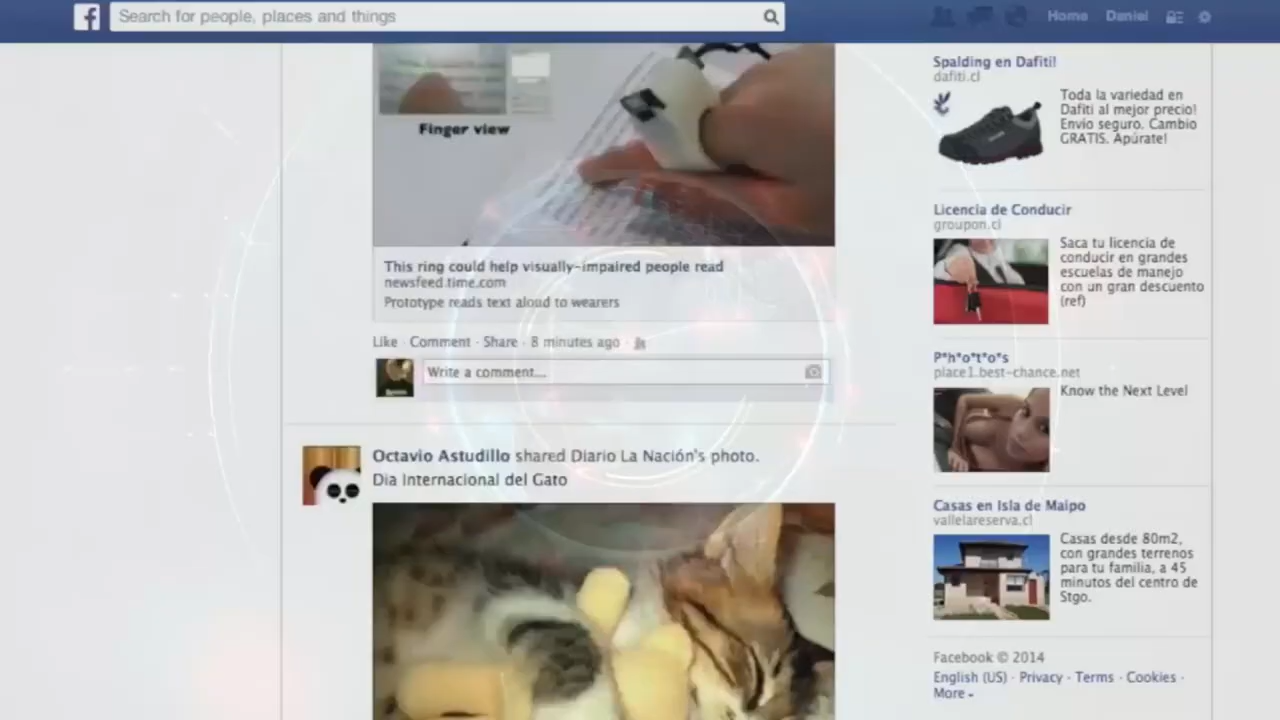 Search for people, places and things
Home
Daniel
Finger view
This ring could help visually-impaired people read
newsfeed.time.com
Prototype reads text aloud to wearers
Like · Comment · Share · 8 minutes ago ·
Write a comment...
Octavio Astudillo shared Diario La Nación's photo.
Dia Internacional del Gato
Spalding en Dafiti!
dafiti.cl
Toda la variedad en
Dafiti al mejor precio!
Envio seguro. Cambio
GRATIS. Apúrate!
Licencia de Conducir
groupon.cl
Saca tu licencia de
conducir en grandes
escuelas de manejo
con un gran descuento
(ref)
P*h*o*t*o*s
place1.best-chance.net
Know the Next Level
Casas en Isla de Maipo
vallelareserva.cl
Casas desde 80m2,
con grandes terrenos
para tu familia, a 45
minutos del centro de
Stgo.
Facebook © 2014
English (US) · Privacy · Terms · Cookies ·
More